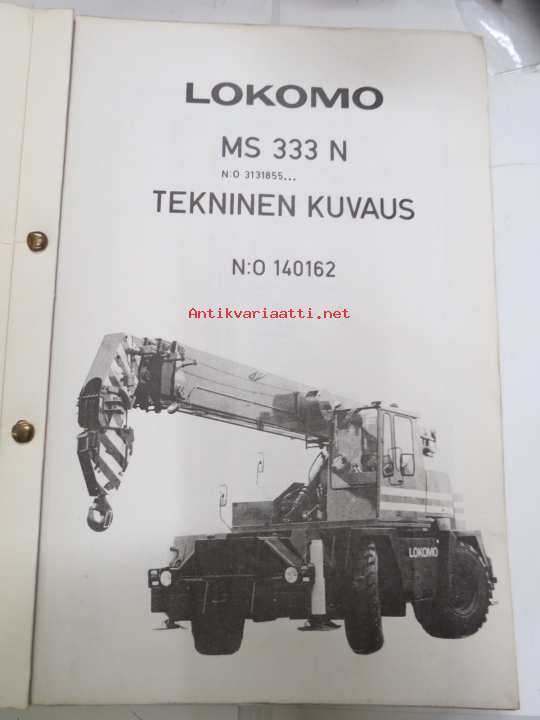 LOKOMO
MS 333 N
N:O 3131855...
TEKNINEN KUVAUS
N:O 140162
Antikvariaatti.net
LOKOMO